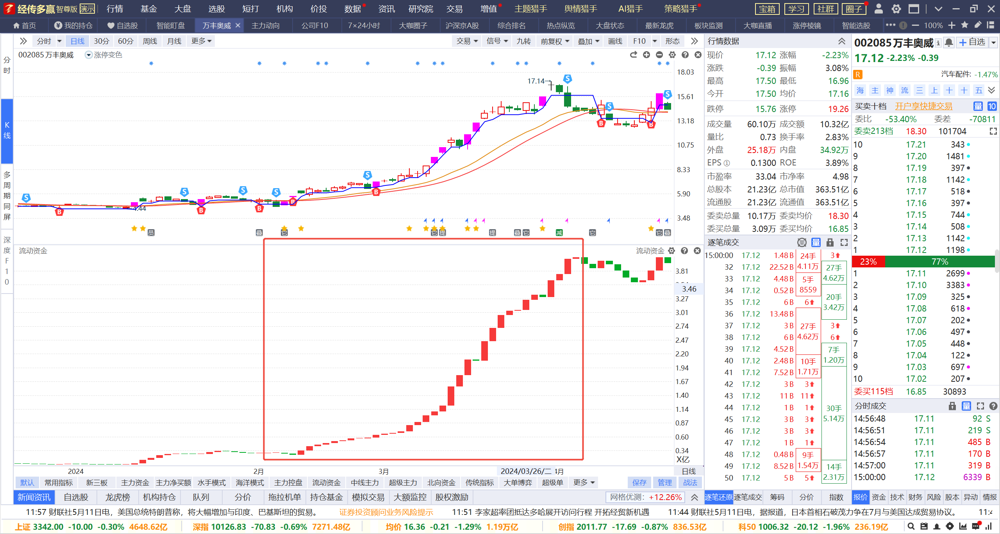 经传多赢 智尊版 演示 行情 基金 大盘 选股 短打 机构 价投 数据 资讯 研究院 交易 增值 主题猎手 舆情猎手 AI猎手 策略猎手 宝箱 学习 社群 圈子
首页 我的持仓 自选股 智能盯盘 万丰奥威 主力动向 公司F10 7×24小时 大咖圈子 沪深京A股 综合排名 热点纵览 大盘状态 最新龙虎 板块监测 大咖直播 涨停棱镜 智能选股 100%
分时 日线 30分 60分 周线 月线 更多 交易 信号 九转 前复权 叠加 画线 F10 形态
002085万丰奥威 涨停变色
分时
K线
多周期同屏
深度F10
17.14→
4.44
S S S S S S S S
B B B B B B B
18.03
15.61
13.18
10.75
8.33
5.90
3.48
员 叠 它 它 提 提 叠 它 减 它 它 叠
流动资金 流动资金
3.81
3.46
3.27
3.01
2.74
2.47
2.20
1.94
1.67
1.40
1.14
0.87
0.60
0.34
X亿
2024 2月 3月 2024/03/26/二 4月 日线
默认 常用指标 新三板 主力资金 主力净买额 水手模式 海洋模式 主力控盘 流动资金 中线主力 超级主力 北向资金 传统指标 大单博弈 超级单 更多 保存 管理 战法
新闻资讯 自选股 龙虎榜 机构持仓 队列 分价 拖拉机单 持仓基金 模拟交易 大额监控 股权激励 网格优测：+12.26%
行情数据
现价 17.12 涨幅 -2.23%
涨跌 -0.39 振幅 3.08%
最高 17.50 最低 16.96
今开 17.50 均价 17.16
跌停 15.76 涨停 19.26
成交量 60.10万 成交额 10.32亿
量比 0.73 换手率 2.83%
外盘 25.18万 内盘 34.92万
EPS ① 0.1300 ROE 3.89%
市盈率 33.04 市净率 4.98
总股本 21.23亿 总市值 363.51亿
流通股 21.23亿 流通值 363.51亿
委卖总量 10.17万 委卖均价 18.30
委买总量 3.09万 委买均价 16.85
逐笔成交 单 量
15:00:00 17.12 1.48 B
32 17.12 22.52 B
33 17.12 4.48 B
34 17.12 0.52 B
35 17.12 6 B 6
36 17.12 13.48 B
37 17.12 3 B
38 17.12 6 B
39 17.12 4.52 B
40 17.12 2.48 B
41 17.12 7.52 B
42 17.12 3 B 3
43 17.12 11 B 11
44 17.12 1 B 1
45 17.12 3 B 3
46 17.12 3 B 3
47 17.12 1 B 1
48 17.12 0.48 B
49 17.12 8.52 B
50 17.12 5 B 5
24手
4.11万
5手
8559
27手
4.62万
10手
1.71万
9手
1.54万
3
27手
4.62万
20手
3.42万
3
6
7手
1.20万
30手
5.14万
14手
2.31万
逐笔还原 逐笔成交 筹码 分价 指数
002085万丰奥威 i 自选
17.12 -2.23% -0.39
R 汽车配件: -1.47%
海 主 神 流 三 上 十 十 五
买卖十档 开户享快捷交易 量 10
委比 -53.40% 委差 -70811
委卖213档 18.30 101704
10 17.21 343
9 17.20 1481
8 17.19 397
7 17.18 1142
6 17.17 518
5 17.16 397
4 17.15 744
3 17.14 508
2 17.13 1142
1 17.12 1198
23% 77%
1 17.11 2699
2 17.10 3383
3 17.09 325
4 17.08 618
5 17.07 202
6 17.06 497
7 17.05 448
8 17.04 122
9 17.03 697
10 17.02 207
委买115档 16.85 30893
分时成交 量
14:56:48 17.11 92 S
14:56:51 17.11 219 S
14:56:54 17.11 485 B
14:56:57 17.11 170 B
14:57:00 17.11 319 B
15:00:00 17.12 6339 B
报价 资金 技术 财务 风险 股本 异动 情报
11:57 财联社5月11日电，美国总统特朗普称，将大幅增加与印度、巴基斯坦的贸易。 证券投资顾问业务风险提示 11:51 李家超率团抵达多哈展开访问行程 开拓经贸新机遇 11:44 财联社5月11日电，据报道，日本首相石破茂力争在7月与美国达成贸易协议。
上证 3342.00 -10.00 -0.30% 4648.62亿 深指 10126.83 -70.83 -0.69% 7271.48亿 均价 16.36 -0.21 -1.29% 1.19万亿 创指 2011.77 -17.69 -0.87% 836.53亿 科50 1006.32 -20.12 -1.96% 236.19亿